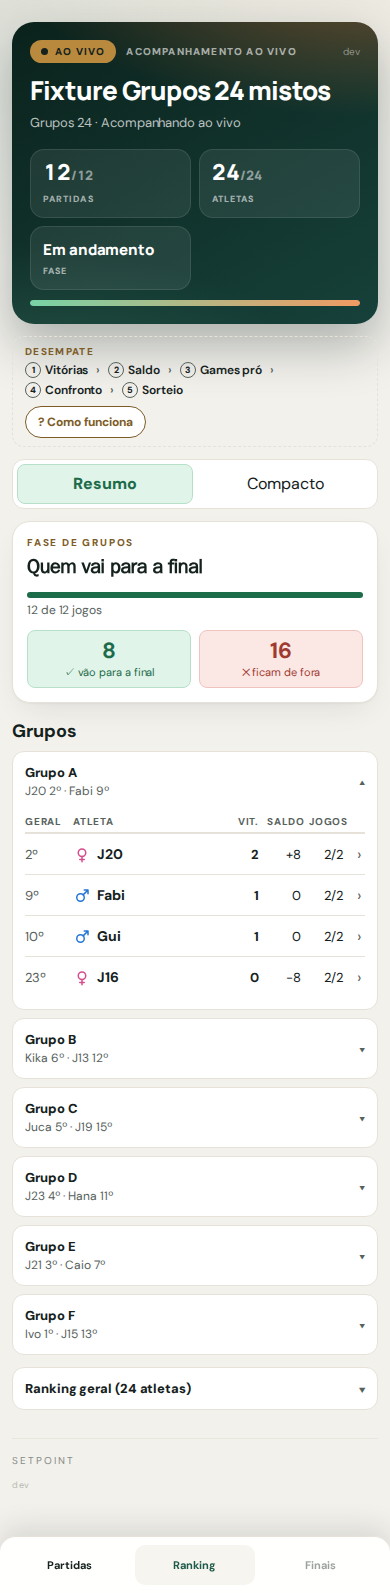 AO VIVO ACOMPANHAMENTO AO VIVO dev
Fixture Grupos 24 mistos
Grupos 24 · Acompanhando ao vivo
12/12 24/24
PARTIDAS ATLETAS
Em andamento
FASE
DESEMPATE
1 Vitórias › 2 Saldo › 3 Games pró ›
4 Confronto › 5 Sorteio
? Como funciona
Resumo Compacto
FASE DE GRUPOS
Quem vai para a final
12 de 12 jogos
8 16
✓ vão para a final ✕ ficam de fora
Grupos
Grupo A
J20 2º · Fabi 9º ▴
GERAL ATLETA VIT. SALDO JOGOS
2º ♀ J20 2 +8 2/2 ›
9º ♂ Fabi 1 0 2/2 ›
10º ♂ Gui 1 0 2/2 ›
23º ♀ J16 0 -8 2/2 ›
Grupo B
Kika 6º · J13 12º ▾
Grupo C
Juca 5º · J19 15º ▾
Grupo D
J23 4º · Hana 11º ▾
Grupo E
J21 3º · Caio 7º ▾
Grupo F
Ivo 1º · J15 13º ▾
Ranking geral (24 atletas) ▾
SETPOINT
dev
Partidas Ranking Finais